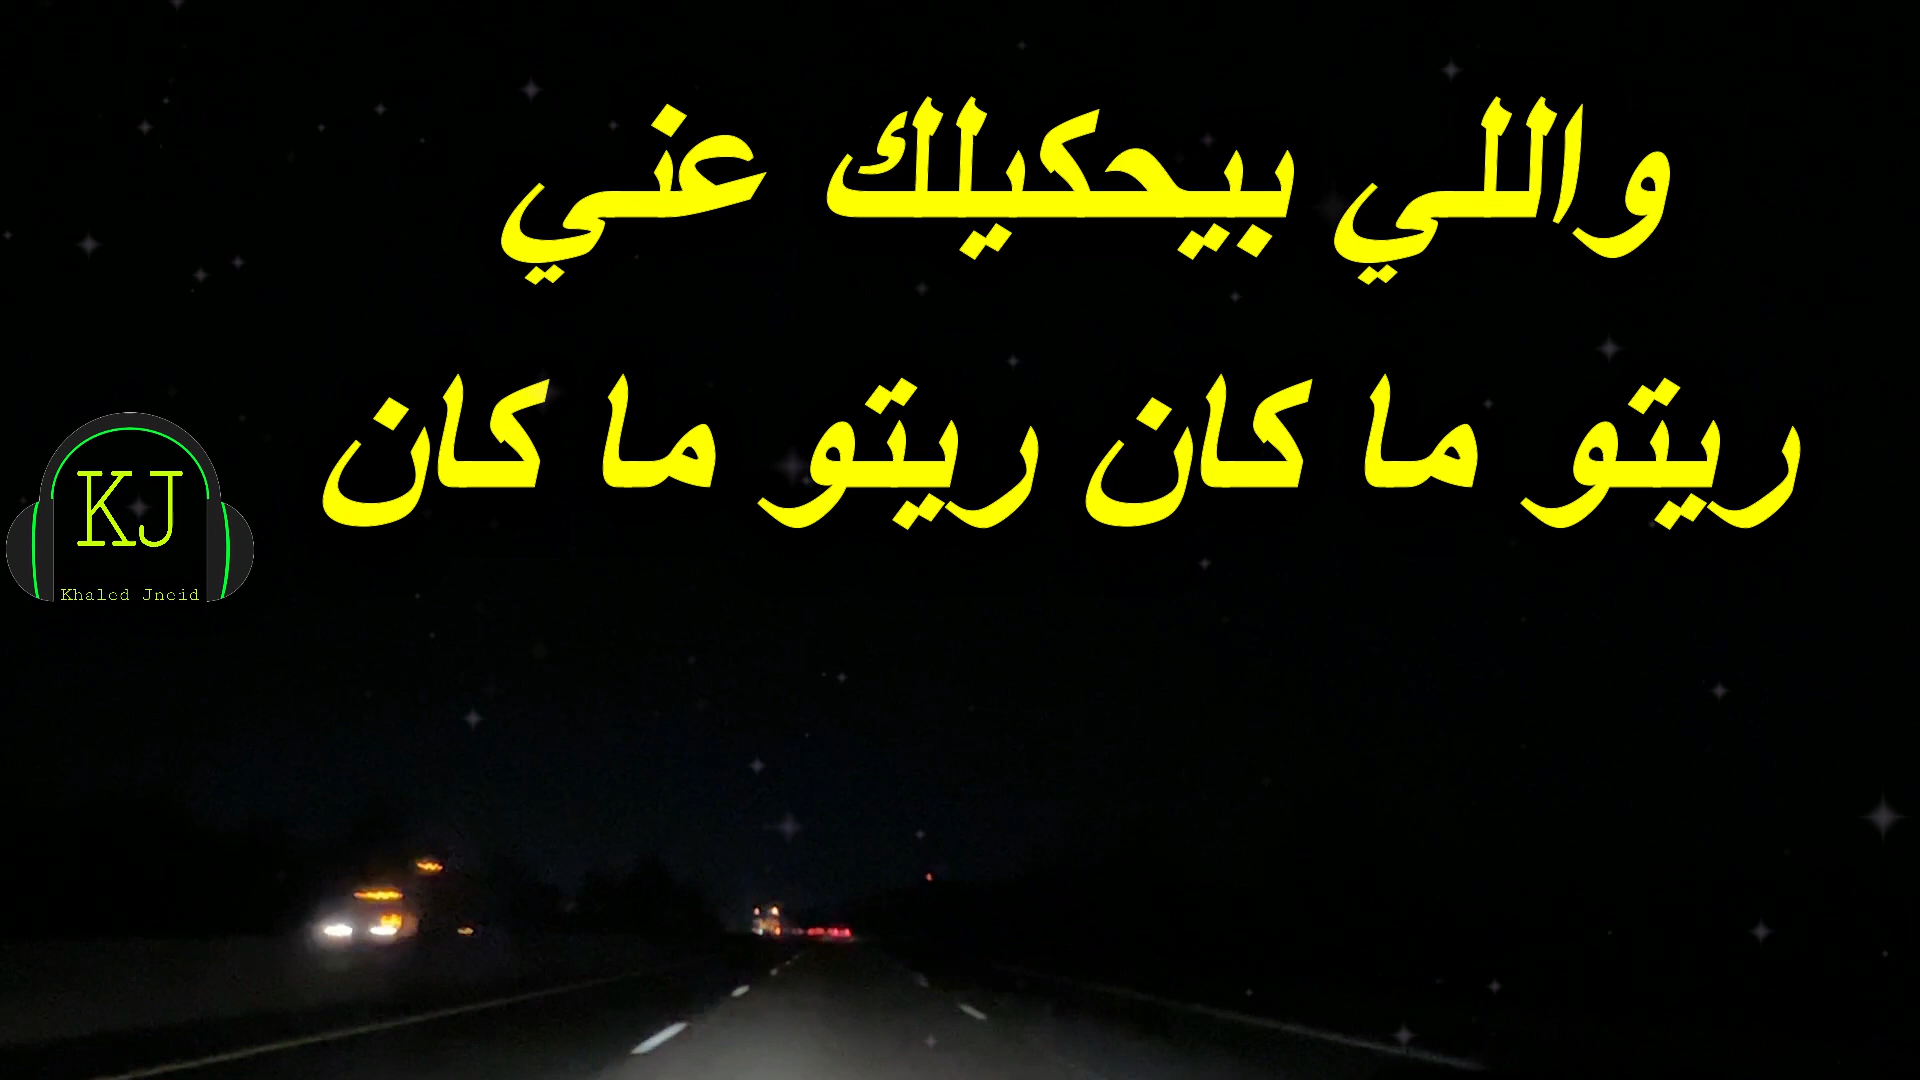 واللي بيحكيلك عني
ريتو ما كان ريتو ما كان
KJ
Khaled Jneid